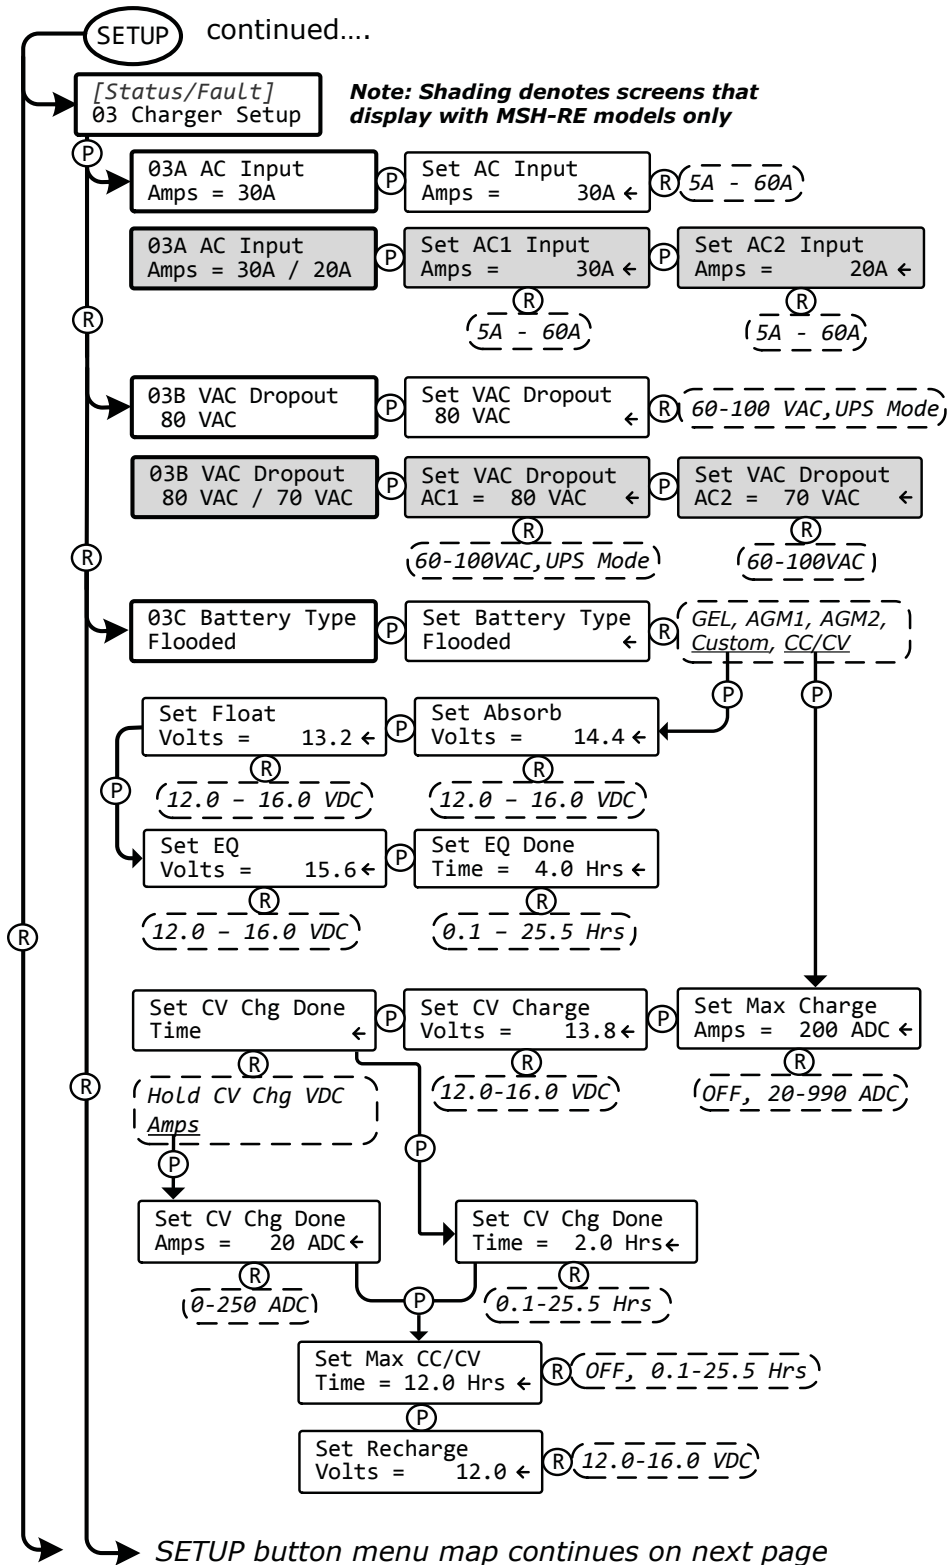 SETUP continued....
[Status/Fault]
03 Charger Setup
Note: Shading denotes screens that
display with MSH-RE models only
P
03A AC Input
Amps = 30A
P
Set AC Input
Amps = 30A ←
R
5A - 60A
03A AC Input
Amps = 30A / 20A
P
Set AC1 Input
Amps = 30A ←
P
Set AC2 Input
Amps = 20A ←
R
5A - 60A
R
5A - 60A
R
03B VAC Dropout
80 VAC
P
Set VAC Dropout
80 VAC ←
R
60-100 VAC,UPS Mode
03B VAC Dropout
80 VAC / 70 VAC
P
Set VAC Dropout
AC1 = 80 VAC ←
P
Set VAC Dropout
AC2 = 70 VAC ←
R
60-100VAC,UPS Mode
R
60-100VAC
R
03C Battery Type
Flooded
P
Set Battery Type
Flooded ←
R
GEL, AGM1, AGM2,
Custom, CC/CV
P
P
Set Float
Volts = 13.2 ←
P
Set Absorb
Volts = 14.4 ←
R
12.0 – 16.0 VDC
R
12.0 – 16.0 VDC
P
Set EQ
Volts = 15.6 ←
P
Set EQ Done
Time = 4.0 Hrs ←
R
12.0 – 16.0 VDC
R
0.1 – 25.5 Hrs
R
Set CV Chg Done
Time ←
P
Set CV Charge
Volts = 13.8 ←
P
Set Max Charge
Amps = 200 ADC ←
R
Hold CV Chg VDC
Amps
R
12.0-16.0 VDC
R
OFF, 20-990 ADC
R
P
P
Set CV Chg Done
Amps = 20 ADC ←
Set CV Chg Done
Time = 2.0 Hrs ←
R
0-250 ADC
P
R
0.1-25.5 Hrs
Set Max CC/CV
Time = 12.0 Hrs ←
R
OFF, 0.1-25.5 Hrs
P
Set Recharge
Volts = 12.0 ←
R
12.0-16.0 VDC
SETUP button menu map continues on next page